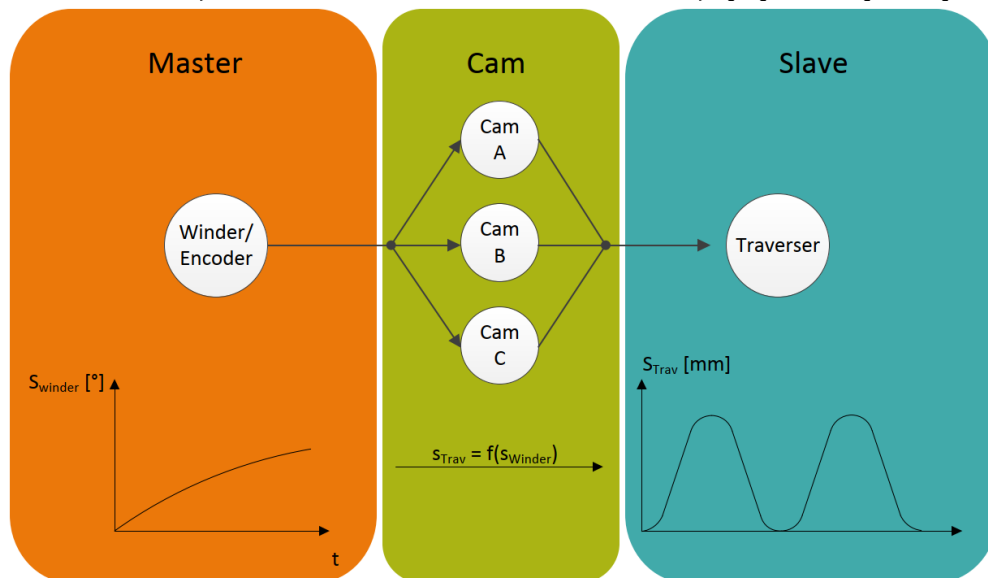 Master
Cam
Slave
Cam
A
Winder/
Encoder
Cam
B
Traverser
Cam
C
Swinder [°]
t
sTrav = f(sWinder)
STrav [mm]